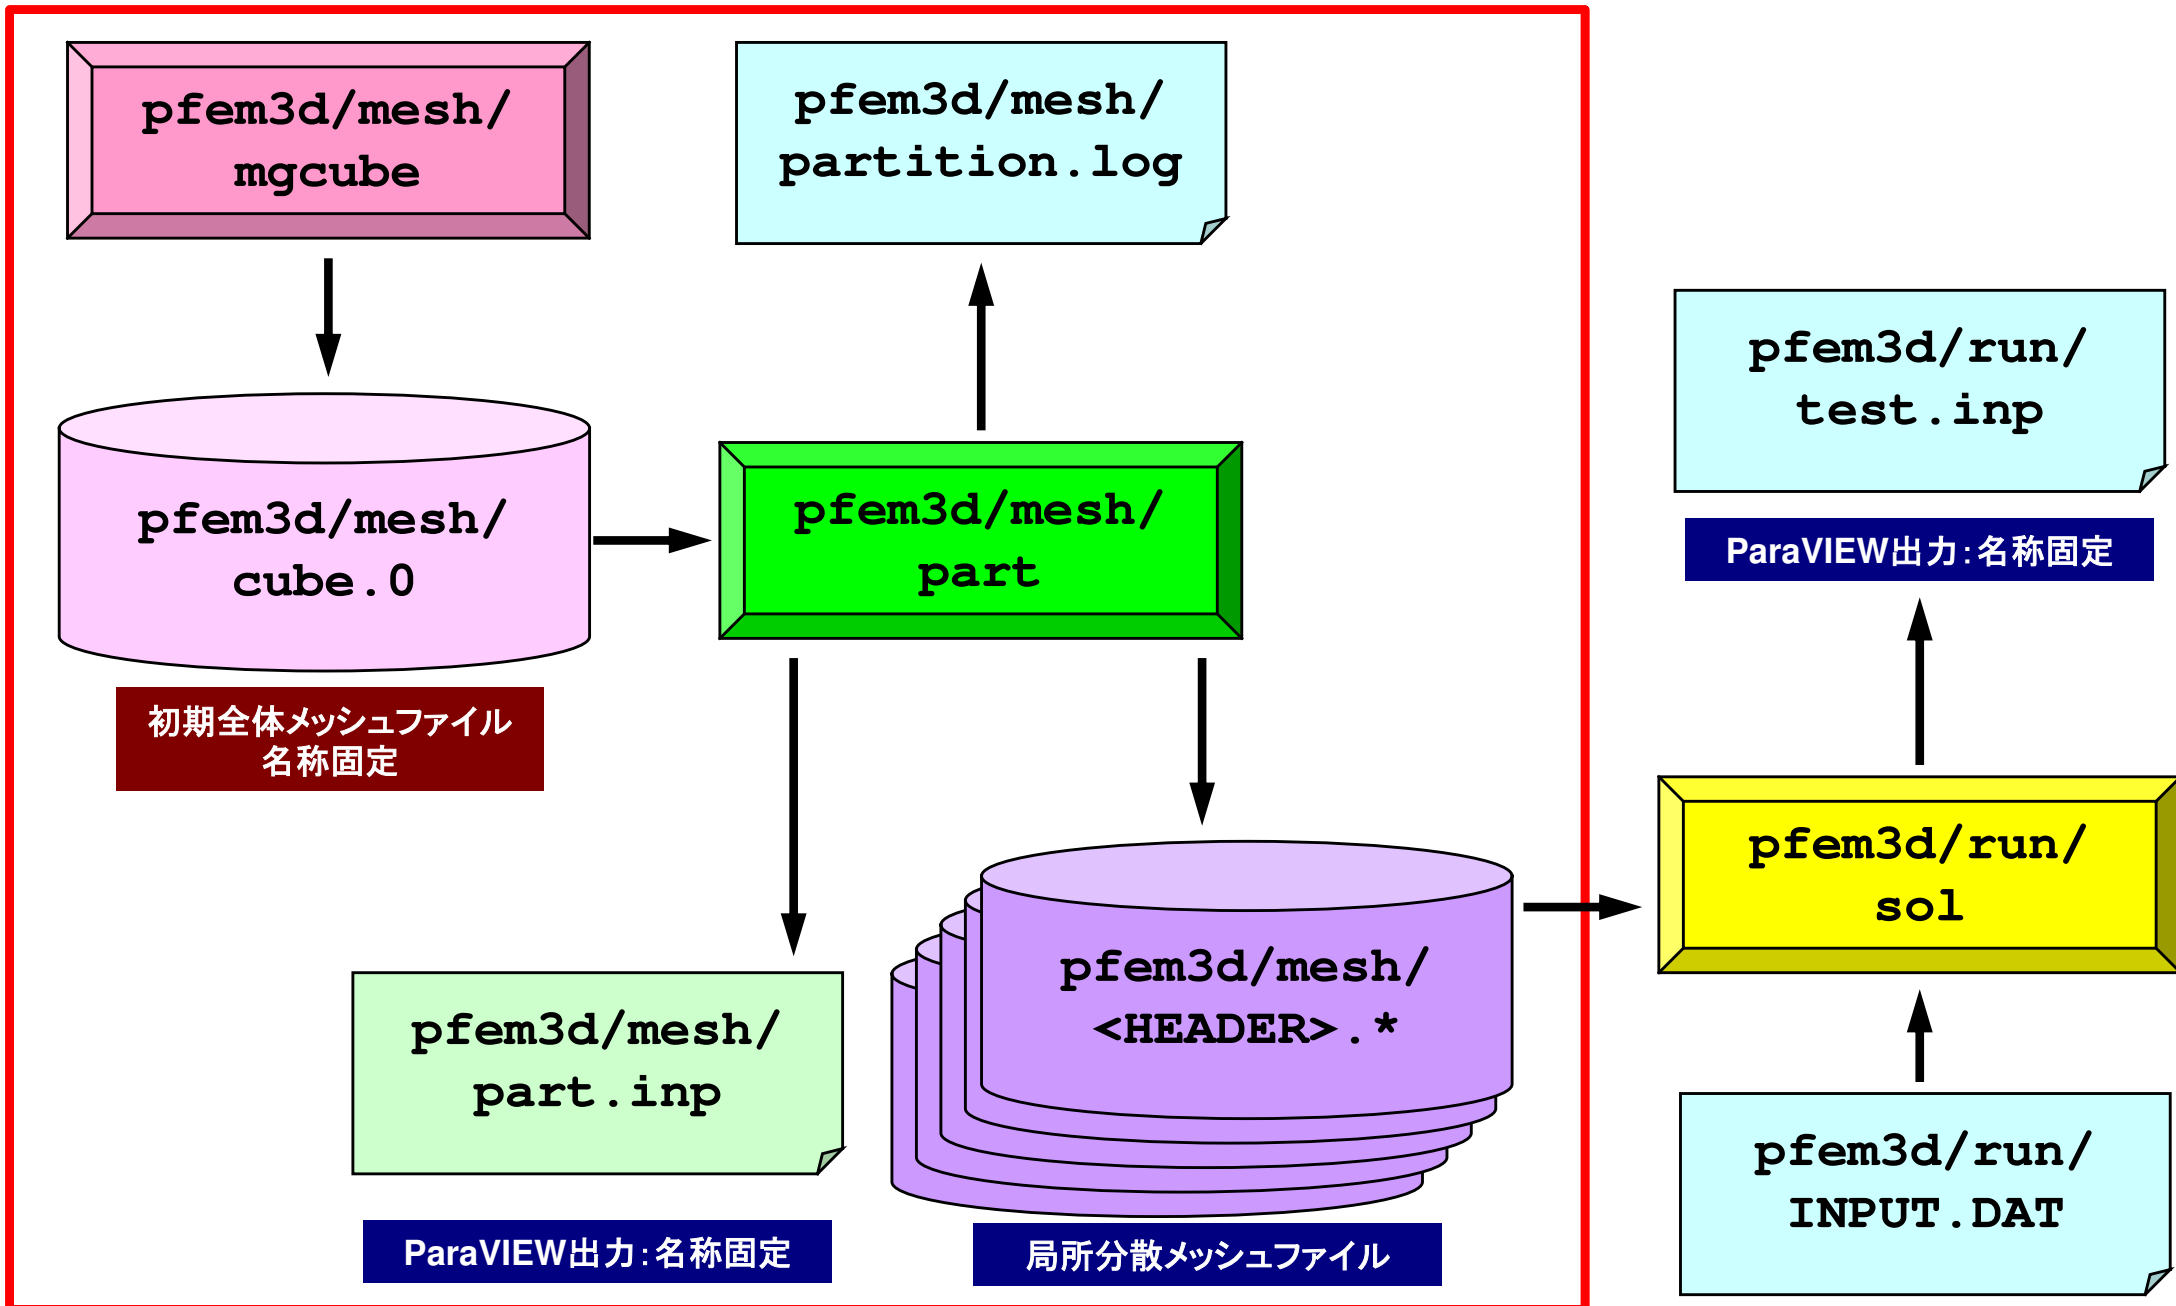 pfem3d/mesh/
mgcube
pfem3d/mesh/
partition.log
pfem3d/run/
test.inp
ParaVIEW出力：名称固定
pfem3d/mesh/
cube.0
初期全体メッシュファイル
名称固定
pfem3d/mesh/
part
pfem3d/run/
sol
pfem3d/mesh/
part.inp
ParaVIEW出力：名称固定
pfem3d/mesh/
<HEADER>.*
局所分散メッシュファイル
pfem3d/run/
INPUT.DAT